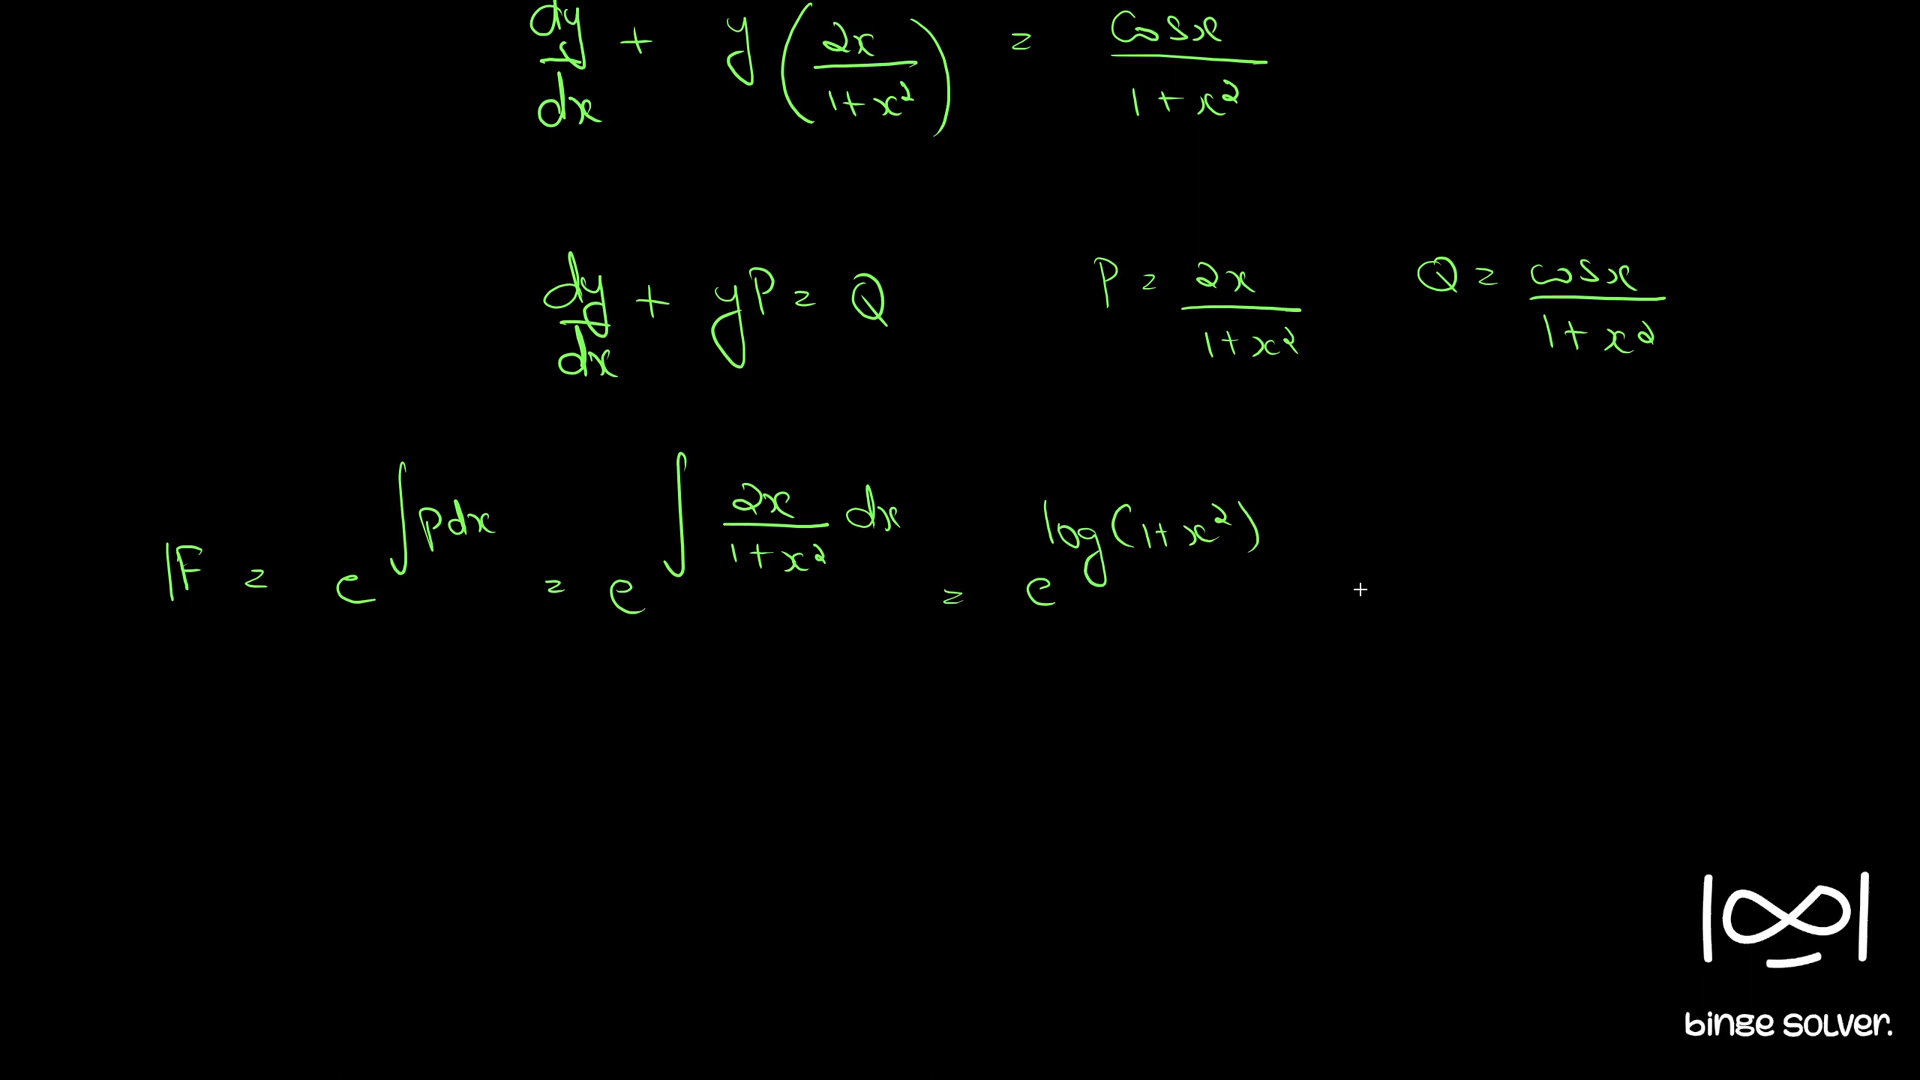 dy/dx + y(2x/(1+x²)) = cosx/(1+x²)
dy/dx + yP = Q P = 2x/(1+x²) Q = cosx/(1+x²)
IF = e^∫pdx = e^∫2x/(1+x²) dx = e^log(1+x²)
binge solver.